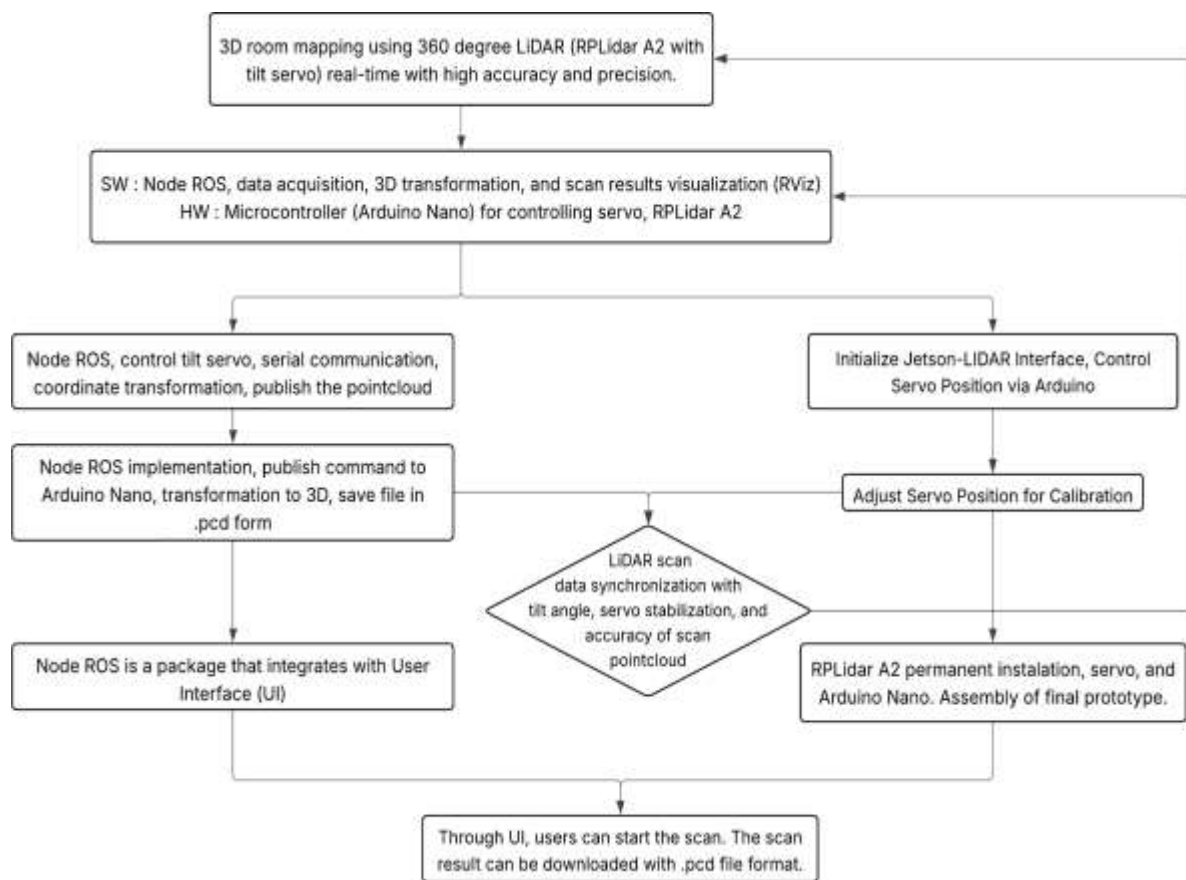 3D room mapping using 360 degree LiDAR (RPLidar A2 with
tilt servo) real-time with high accuracy and precision.
SW : Node ROS, data acquisition, 3D transformation, and scan results visualization (RViz)
HW : Microcontroller (Arduino Nano) for controlling servo, RPLidar A2
Node ROS, control tilt servo, serial communication,
coordinate transformation, publish the pointcloud
Initialize Jetson-LIDAR Interface, Control
Servo Position via Arduino
Node ROS implementation, publish command to
Arduino Nano, transformation to 3D, save file in
.pcd form
Adjust Servo Position for Calibration
LiDAR scan
data synchronization with
tilt angle, servo stabilization, and
accuracy of scan
pointcloud
Node ROS is a package that integrates with User
Interface (UI)
RPLidar A2 permanent instalation, servo, and
Arduino Nano. Assembly of final prototype.
Through UI, users can start the scan. The scan
result can be downloaded with .pcd file format.